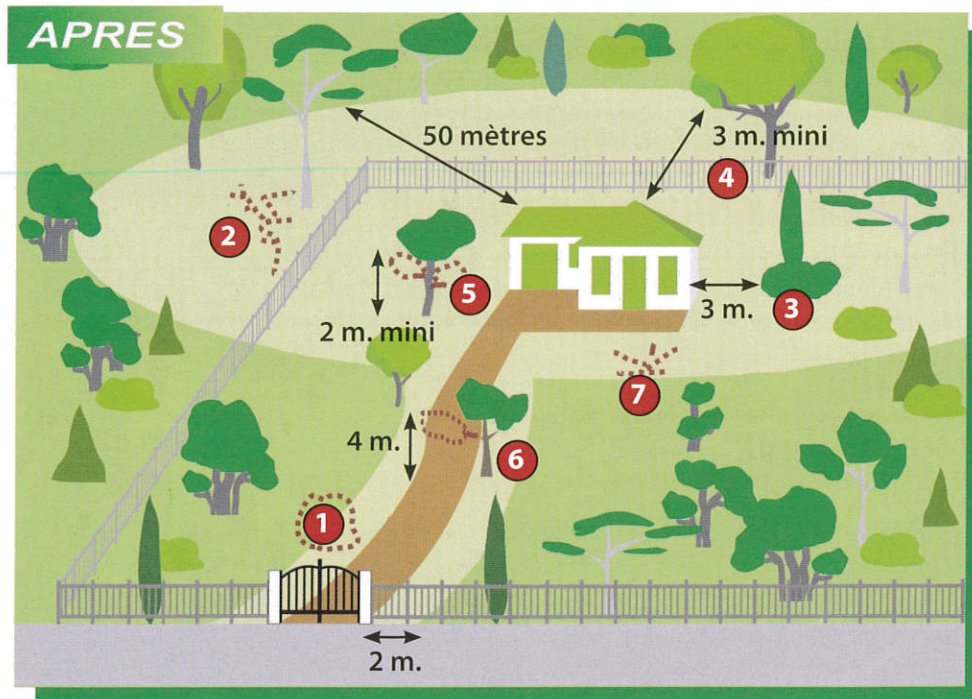 APRES
50 mètres
3 m. mini
4
2
5
3 m.
3
2 m. mini
7
4 m.
6
1
2 m.